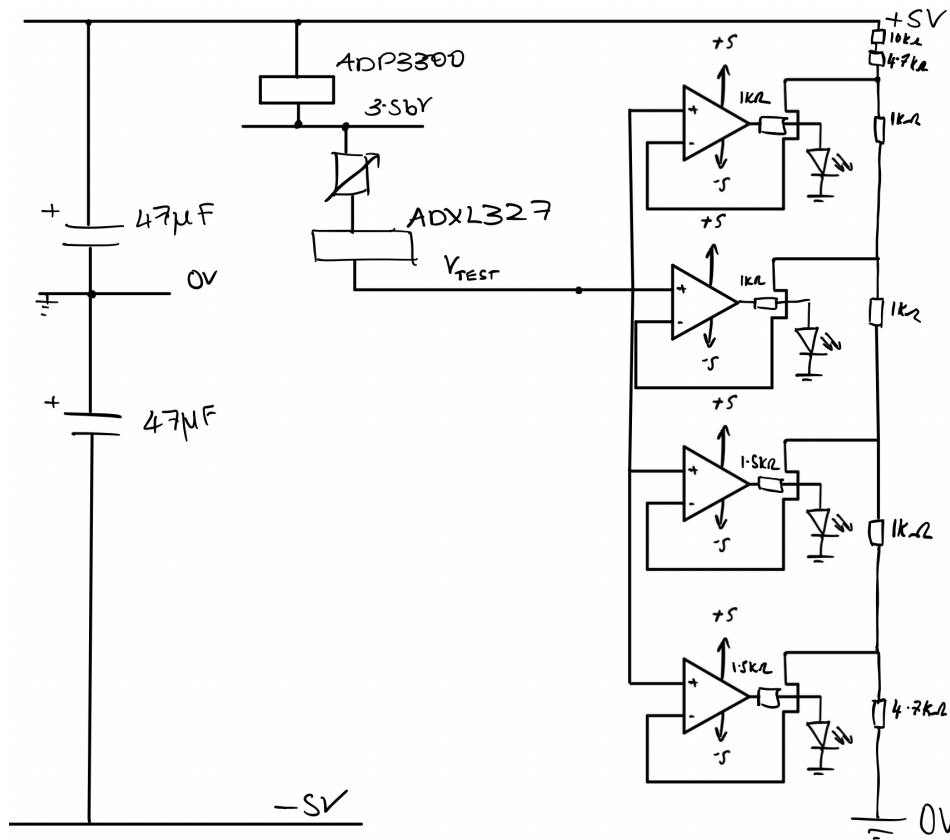 +5V
10kΩ
4.7kΩ
ADP3300
3.56V
+5
1kΩ
+
-
-5
1kΩ
ADXL327
+
47μF
0V
VTEST
+5
1kΩ
+
-
-5
1kΩ
+
47μF
+5
1.5kΩ
+
-
-5
1kΩ
+5
1.5kΩ
+
-
-5
4.7kΩ
-5V
0V